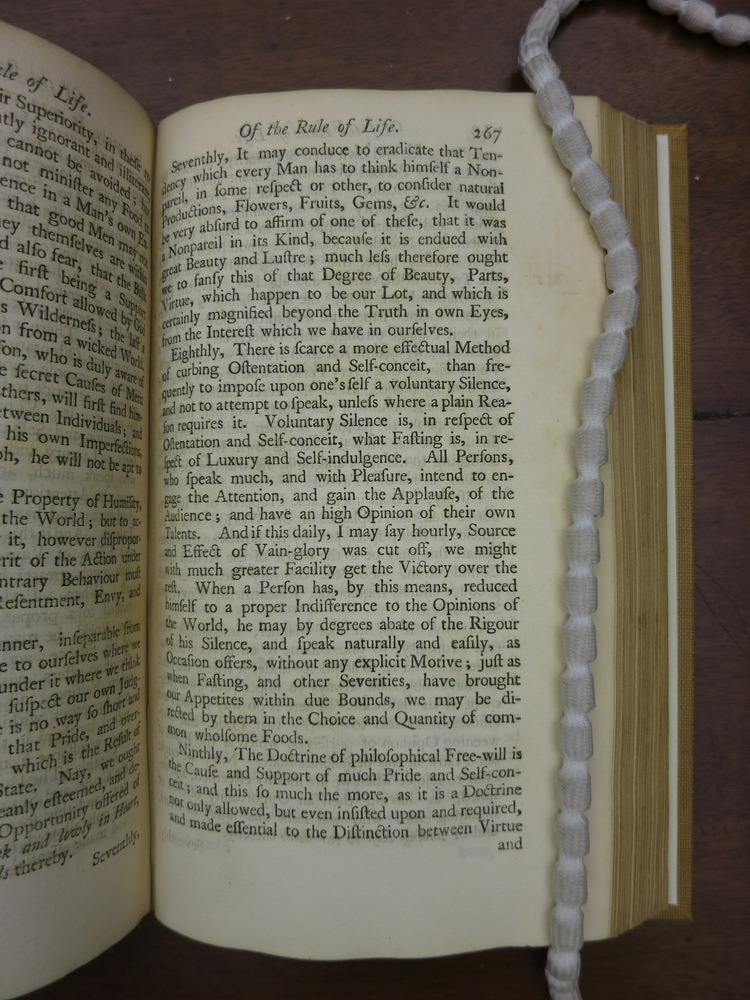 le of Life.
ir Superiority, in these
tly ignorant and illiterate
cannot be avoided;
not minister any Food to
ence in a Man's own
that good Men may not
ey themselves are within
d also fear, that the
first being a Support
Comfort allowed by God
s Wilderness; the last a
n from a wicked World,
on, who is duly aware of
e secret Causes of Merit
thers, will first find him-
etween Individuals; and
his own Imperfections,
ph, he will not be apt to
e Property of Humility,
the World; but to ac-
it, however dispropor-
rit of the Action under
ntrary Behaviour must
Resentment, Envy, and
nner, inseparable from
e to ourselves where we
under it where we think
suspect our own Judg-
e is no way so short and
that Pride, and over-
which is the Result of
State. Nay, we ought
eanly esteemed, and de-
Opportunity offered of
k and lowly in Heart,
ls thereby.
Seventhly,
Of the Rule of Life. 267
Seventhly, It may conduce to eradicate that Ten-
dency which every Man has to think himſelf a Non-
pareil, in ſome reſpect or other, to conſider natural
Productions, Flowers, Fruits, Gems, &c. It would
be very abſurd to affirm of one of theſe, that it was
a Nonpareil in its Kind, becauſe it is endued with
great Beauty and Luſtre; much leſs therefore ought
we to fanſy this of that Degree of Beauty, Parts,
Virtue, which happen to be our Lot, and which is
certainly magnified beyond the Truth in own Eyes,
from the Intereſt which we have in ourſelves.
Eighthly, There is ſcarce a more effectual Method
of curbing Oſtentation and Self-conceit, than fre-
quently to impoſe upon one's ſelf a voluntary Silence,
and not to attempt to ſpeak, unleſs where a plain Rea-
ſon requires it. Voluntary Silence is, in reſpect of
Oſtentation and Self-conceit, what Faſting is, in re-
ſpect of Luxury and Self-indulgence. All Perſons,
who ſpeak much, and with Pleaſure, intend to en-
gage the Attention, and gain the Applauſe, of the
Audience; and have an high Opinion of their own
Talents. And if this daily, I may ſay hourly, Source
and Effect of Vain-glory was cut off, we might
with much greater Facility get the Victory over the
reſt. When a Perſon has, by this means, reduced
himſelf to a proper Indifference to the Opinions of
the World, he may by degrees abate of the Rigour
of his Silence, and ſpeak naturally and eaſily, as
Occaſion offers, without any explicit Motive; juſt as
when Faſting, and other Severities, have brought
our Appetites within due Bounds, we may be di-
rected by them in the Choice and Quantity of com-
mon wholſome Foods.
Ninthly, The Doctrine of philoſophical Free-will is
the Cauſe and Support of much Pride and Self-con-
ceit; and this ſo much the more, as it is a Doctrine
not only allowed, but even inſiſted upon and required,
and made eſſential to the Diſtinction between Virtue
and